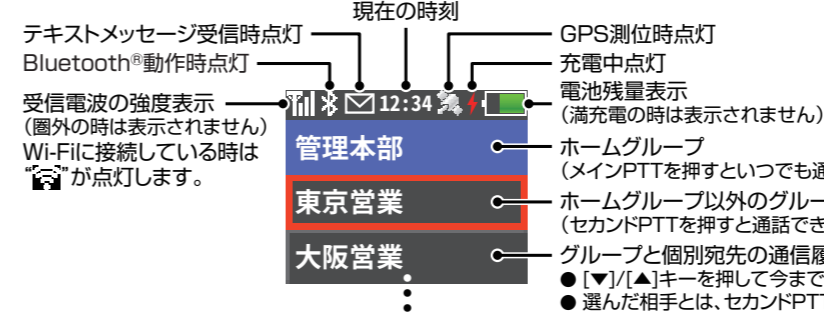 現在の時刻
テキストメッセージ受信時点灯
Bluetooth®動作時点灯
受信電波の強度表示
（圏外の時は表示されません）
Wi-Fiに接続している時は
“ ”が点灯します。
12:34
管理本部
東京営業
大阪営業
GPS測位時点灯
充電中点灯
電池残量表示
（満充電の時は表示されません）
ホームグループ
（メインPTTを押すといつでも通
ホームグループ以外のグルー
（セカンドPTTを押すと通話でき
グループと個別宛先の通信履
● [▼]/[▲]キーを押して今まで
● 選んだ相手とは、セカンドPTT